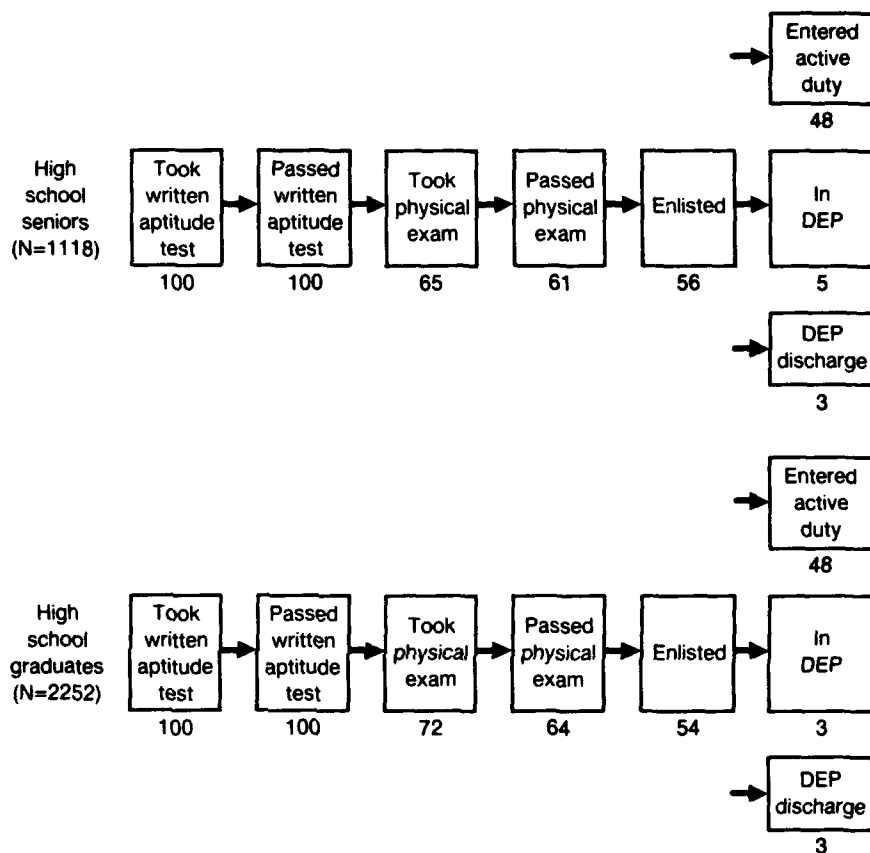 Entered
active
duty
48
High
school
seniors
(N=1118)
Took
written
aptitude
test
100
Passed
written
aptitude
test
100
Took
physical
exam
65
Passed
physical
exam
61
Enlisted
56
In
DEP
5
DEP
discharge
3
Entered
active
duty
48
High
school
graduates
(N=2252)
Took
written
aptitude
test
100
Passed
written
aptitude
test
100
Took
physical
exam
72
Passed
physical
exam
64
Enlisted
54
In
DEP
3
DEP
discharge
3